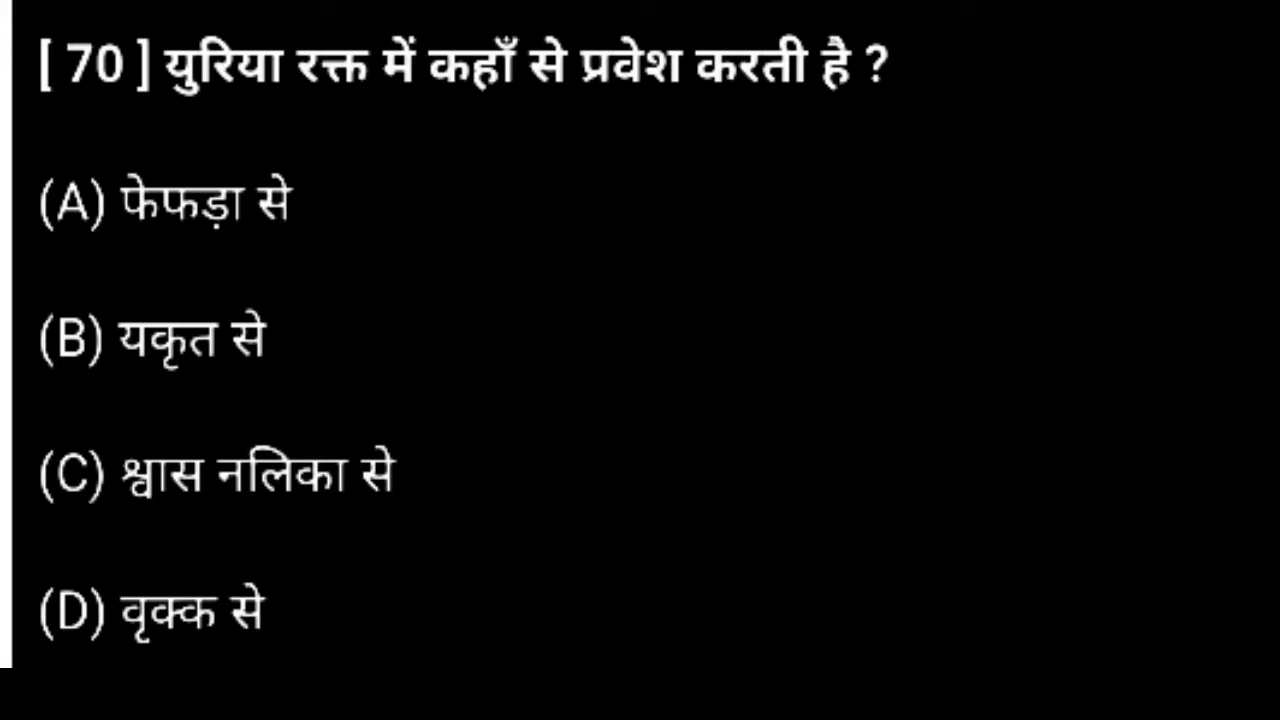 [ 70 ] युरिया रक्त में कहाँ से प्रवेश करती है ?
(A) फेफड़ा से
(B) यकृत से
(C) श्वास नलिका से
(D) वृक्क से